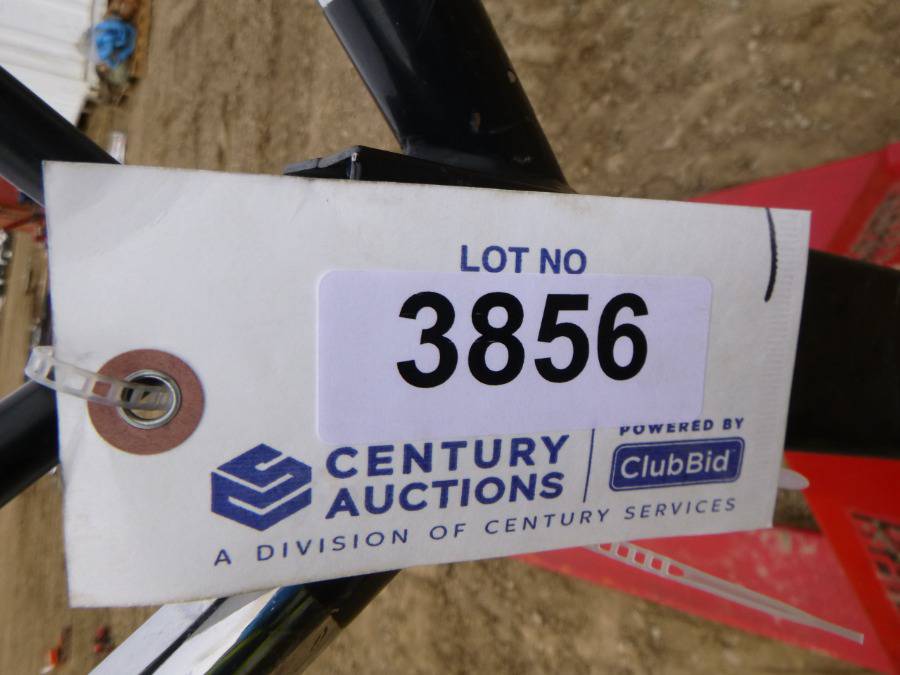 LOT NO
3856
CENTURY
AUCTIONS
A DIVISION OF CENTURY SERVICES
POWERED BY
ClubBid